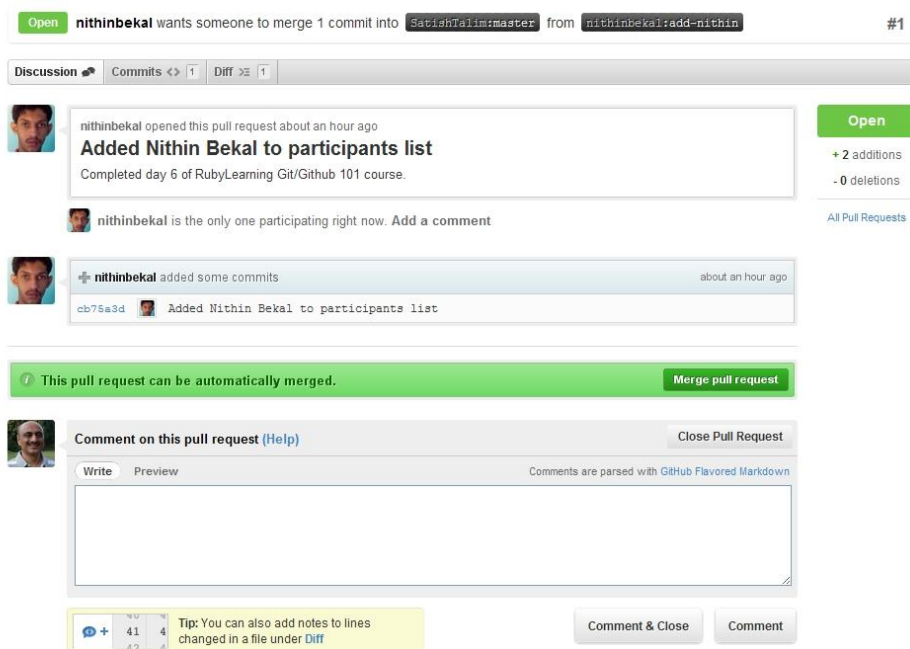 Open nithinbekal wants someone to merge 1 commit into SatishTalim:master from nithinbekal:add-nithin #1
Discussion Commits <> 1 Diff 1
nithinbekal opened this pull request about an hour ago
Added Nithin Bekal to participants list
Completed day 6 of RubyLearning Git/Github 101 course.
Open
+ 2 additions
- 0 deletions
All Pull Requests
nithinbekal is the only one participating right now. Add a comment
nithinbekal added some commits about an hour ago
cb75a3d Added Nithin Bekal to participants list
This pull request can be automatically merged. Merge pull request
Comment on this pull request (Help) Close Pull Request
Write Preview Comments are parsed with GitHub Flavored Markdown
Tip: You can also add notes to lines
changed in a file under Diff
41 4
Comment & Close Comment